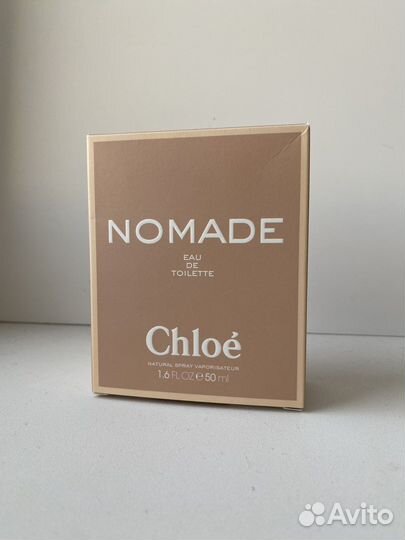 NOMADE
EAU
DE
TOILETTE
Chloé
NATURAL SPRAY VAPORISATEUR
1.6 FL OZ ℮ 50 ml
Avito